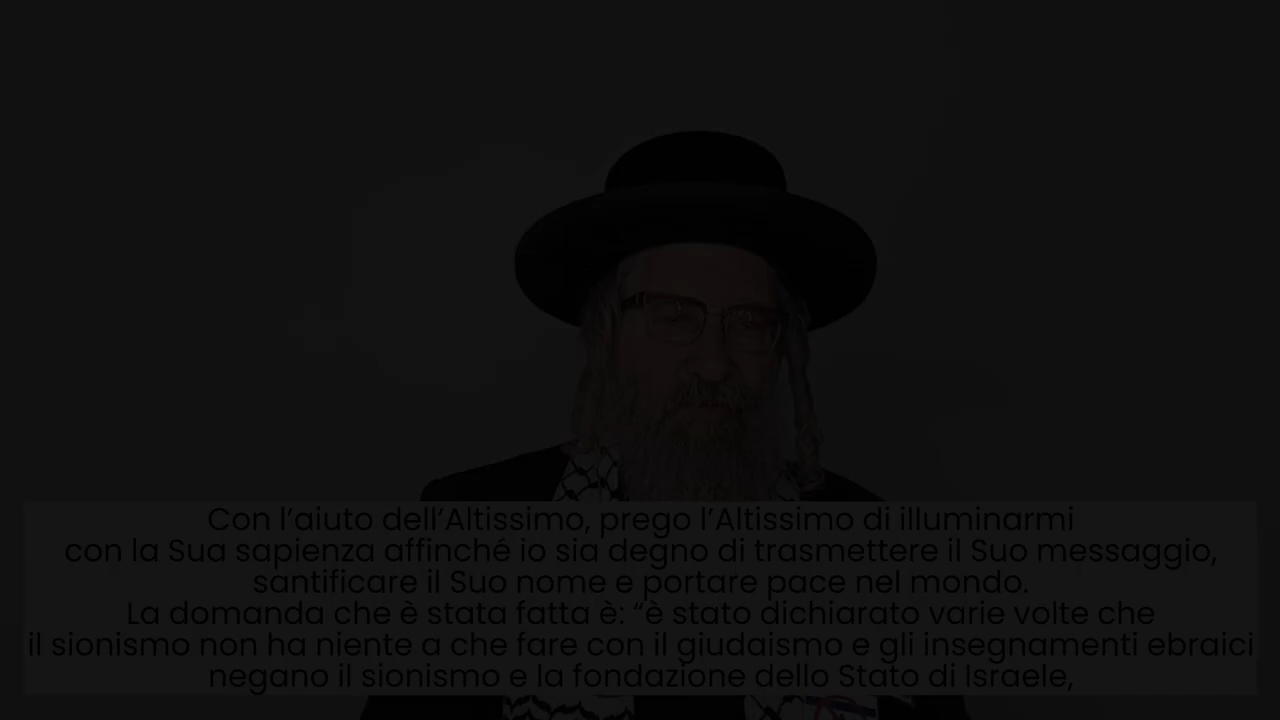 Con l’aiuto dell’Altissimo, prego l’Altissimo di illuminarmi
con la Sua sapienza affinché io sia degno di trasmettere il Suo messaggio,
santificare il Suo nome e portare pace nel mondo.
La domanda che è stata fatta è: “è stato dichiarato varie volte che
il sionismo non ha niente a che fare con il giudaismo e gli insegnamenti ebraici
negano il sionismo e la fondazione dello Stato di Israele,